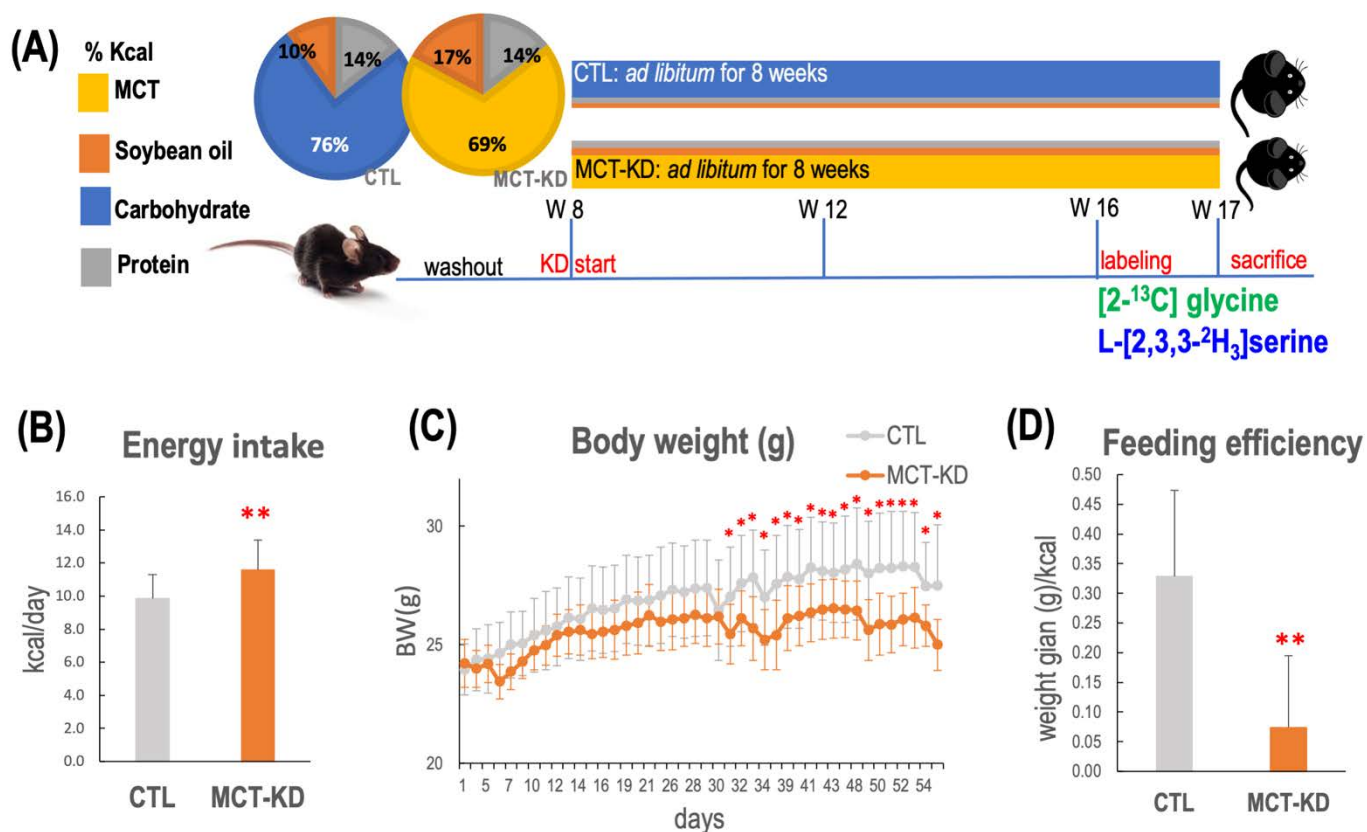 (A)
% Kcal
MCT
Soybean oil
Carbohydrate
Protein
10%
14%
76%
CTL
17%
14%
69%
MCT-KD
CTL: ad libitum for 8 weeks
MCT-KD: ad libitum for 8 weeks
W 8
W 12
W 16
W 17
washout
KD start
labeling
sacrifice
[2-¹³C] glycine
L-[2,3,3-²H₃]serine
(B)
Energy intake
kcal/day
16.0
14.0
12.0
10.0
8.0
6.0
4.0
2.0
0.0
**
CTL
MCT-KD
(C)
Body weight (g)
CTL
MCT-KD
BW(g)
30
25
20
* * * * * * * * * * * * * * * * * *
1 5 7 10 14 16 19 21 26 28 30 32 34 39 41 43 48 50 52 54
days
(D)
Feeding efficiency
weight gian (g)/kcal
0.50
0.45
0.40
0.35
0.30
0.25
0.20
0.15
0.10
0.05
0.00
**
CTL
MCT-KD